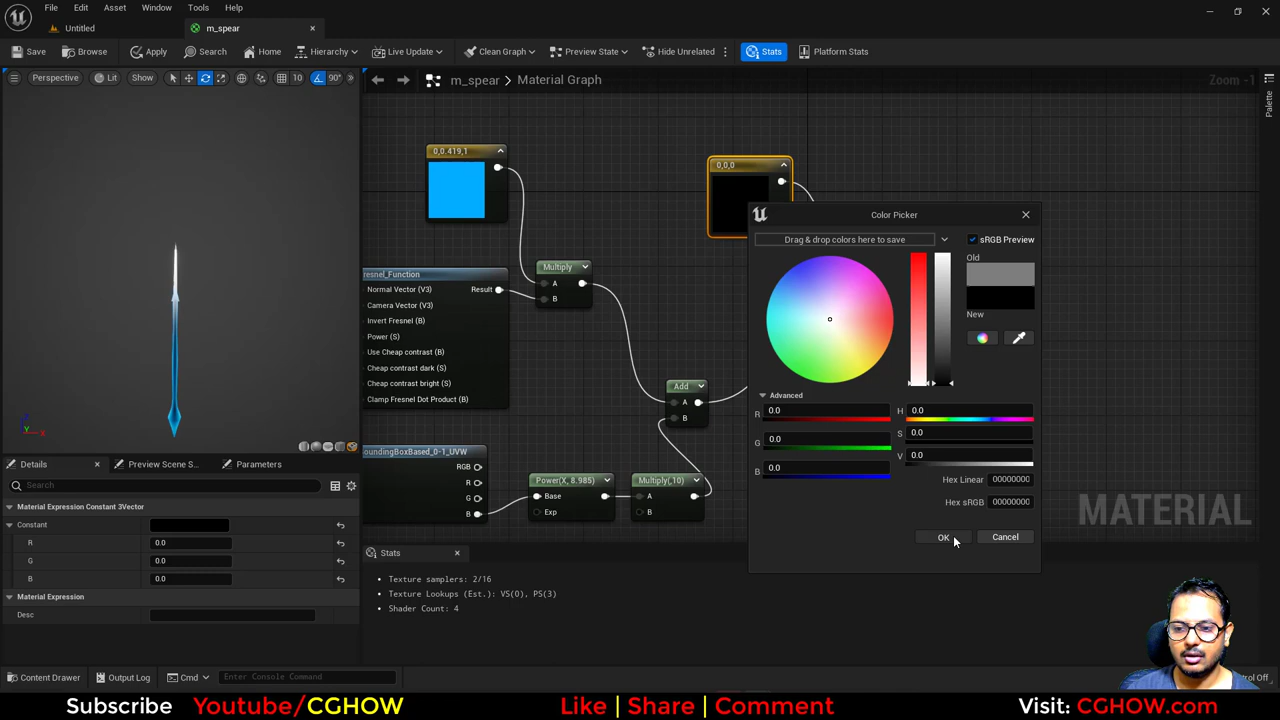 File Edit Asset Window Tools Help
Untitled
m_spear
Save Browse Apply Search Home Hierarchy Live Update Clean Graph Preview State Hide Unrelated Stats Platform Stats
Perspective Lit Show 10 90°
m_spear > Material Graph
Zoom -1
Palette
0,0.419,1
0,0,0
Multiply
A
B
resnel_Function
Normal Vector (V3) Result
Camera Vector (V3)
Invert Fresnel (B)
Power (S)
Use Cheap contrast (B)
Cheap contrast dark (S)
Cheap contrast bright (S)
Clamp Fresnel Dot Product (B)
Add
A
B
oundingBoxBased_0-1_UVW
RGB
R
G
B
Power(X, 8.985)
Base
Exp
Multiply(,10)
A
B
MATERIAL
Color Picker
Drag & drop colors here to save
sRGB Preview
Old
New
Advanced
R 0.0
G 0.0
B 0.0
H 0.0
S 0.0
V 0.0
Hex Linear 00000000
Hex sRGB 00000000
OK Cancel
Details Preview Scene S... Parameters
Search
Material Expression Constant 3Vector
Constant
R 0.0
G 0.0
B 0.0
Material Expression
Desc
Stats
Texture samplers: 2/16
Texture Lookups (Est.): VS(0), PS(3)
Shader Count: 4
Content Drawer Output Log Cmd Enter Console Command
trol Off
Subscribe Youtube/CGHOW Like | Share | Comment Visit: CGHOW.com